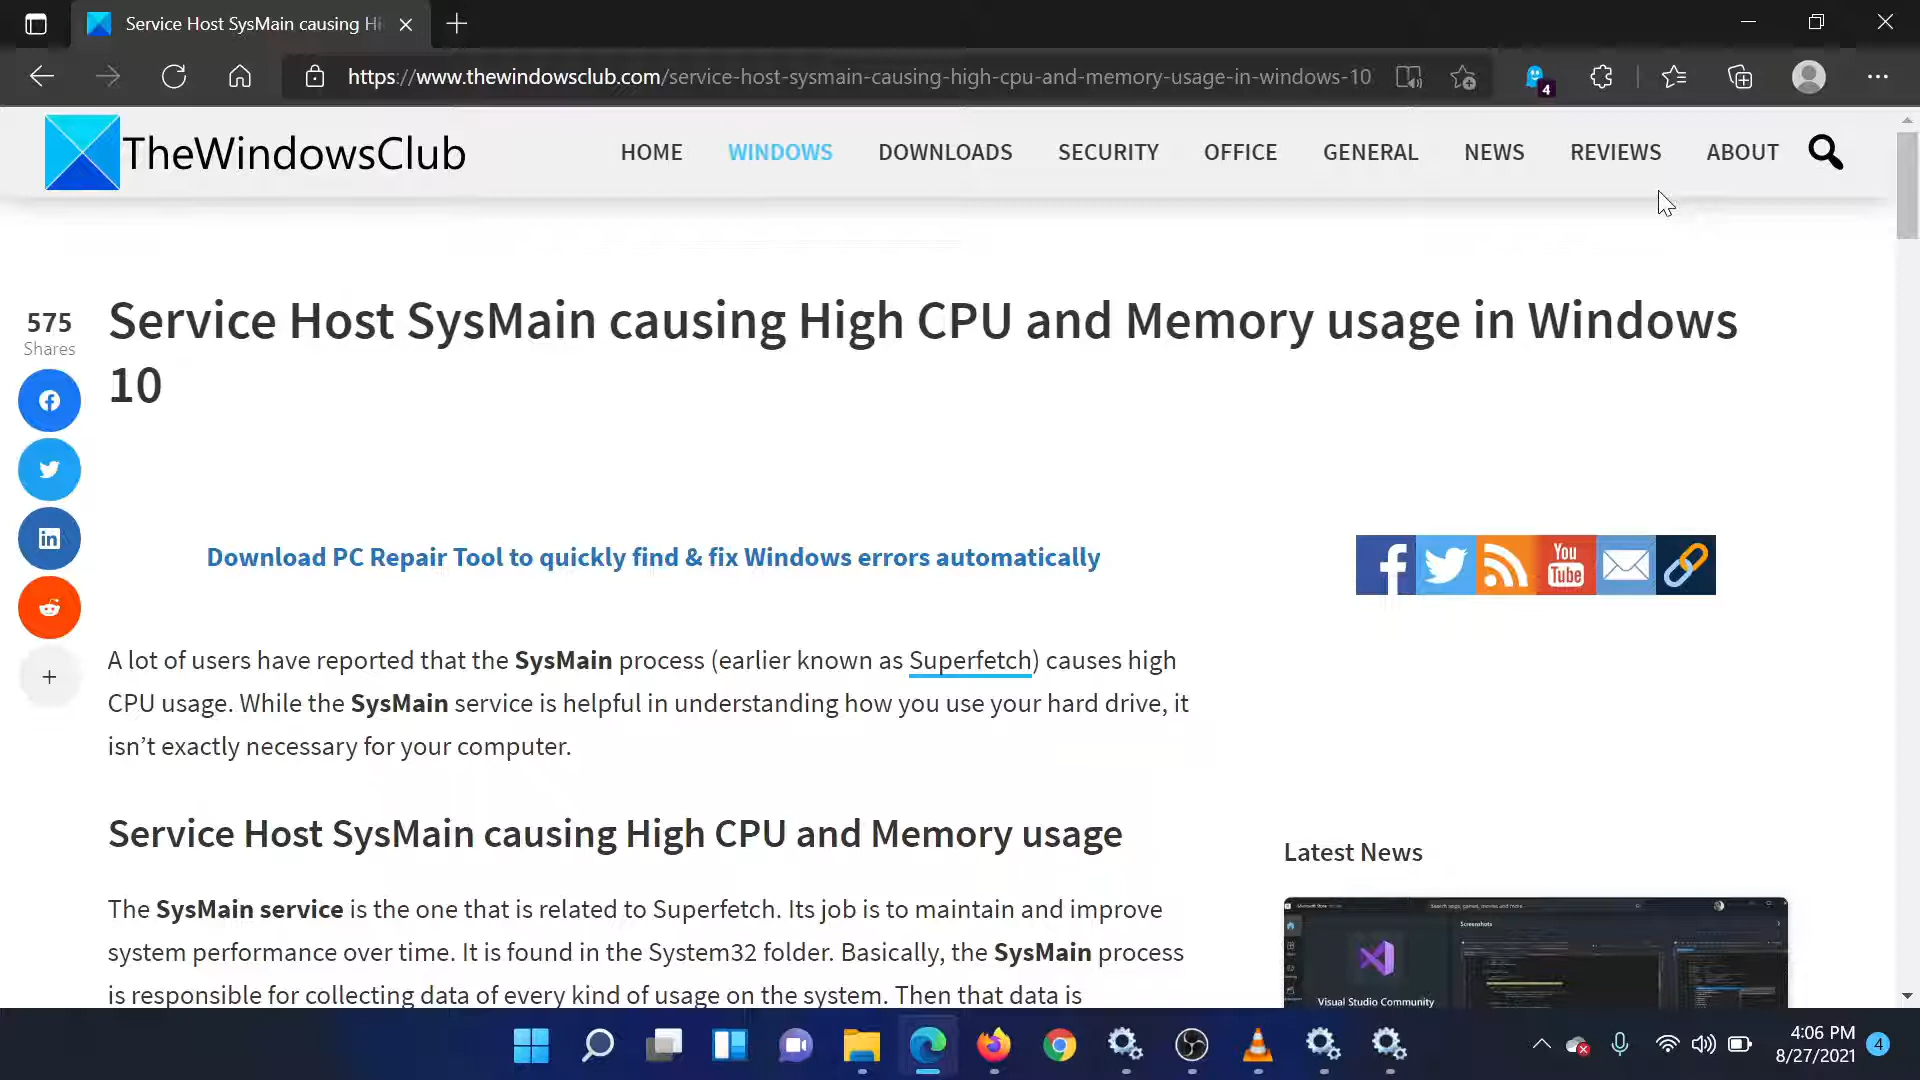 Service Host SysMain causing Hi
https://www.thewindowsclub.com/service-host-sysmain-causing-high-cpu-and-memory-usage-in-windows-10
4
TheWindowsClub
HOME
WINDOWS
DOWNLOADS
SECURITY
OFFICE
GENERAL
NEWS
REVIEWS
ABOUT
575
Shares
Service Host SysMain causing High CPU and Memory usage in Windows
10
Download PC Repair Tool to quickly find & fix Windows errors automatically
You
Tube
A lot of users have reported that the SysMain process (earlier known as Superfetch) causes high
CPU usage. While the SysMain service is helpful in understanding how you use your hard drive, it
isn’t exactly necessary for your computer.
Service Host SysMain causing High CPU and Memory usage
Latest News
The SysMain service is the one that is related to Superfetch. Its job is to maintain and improve
system performance over time. It is found in the System32 folder. Basically, the SysMain process
is responsible for collecting data of every kind of usage on the system. Then that data is
Screenshots
Visual Studio Community
4:06 PM
8/27/2021
4